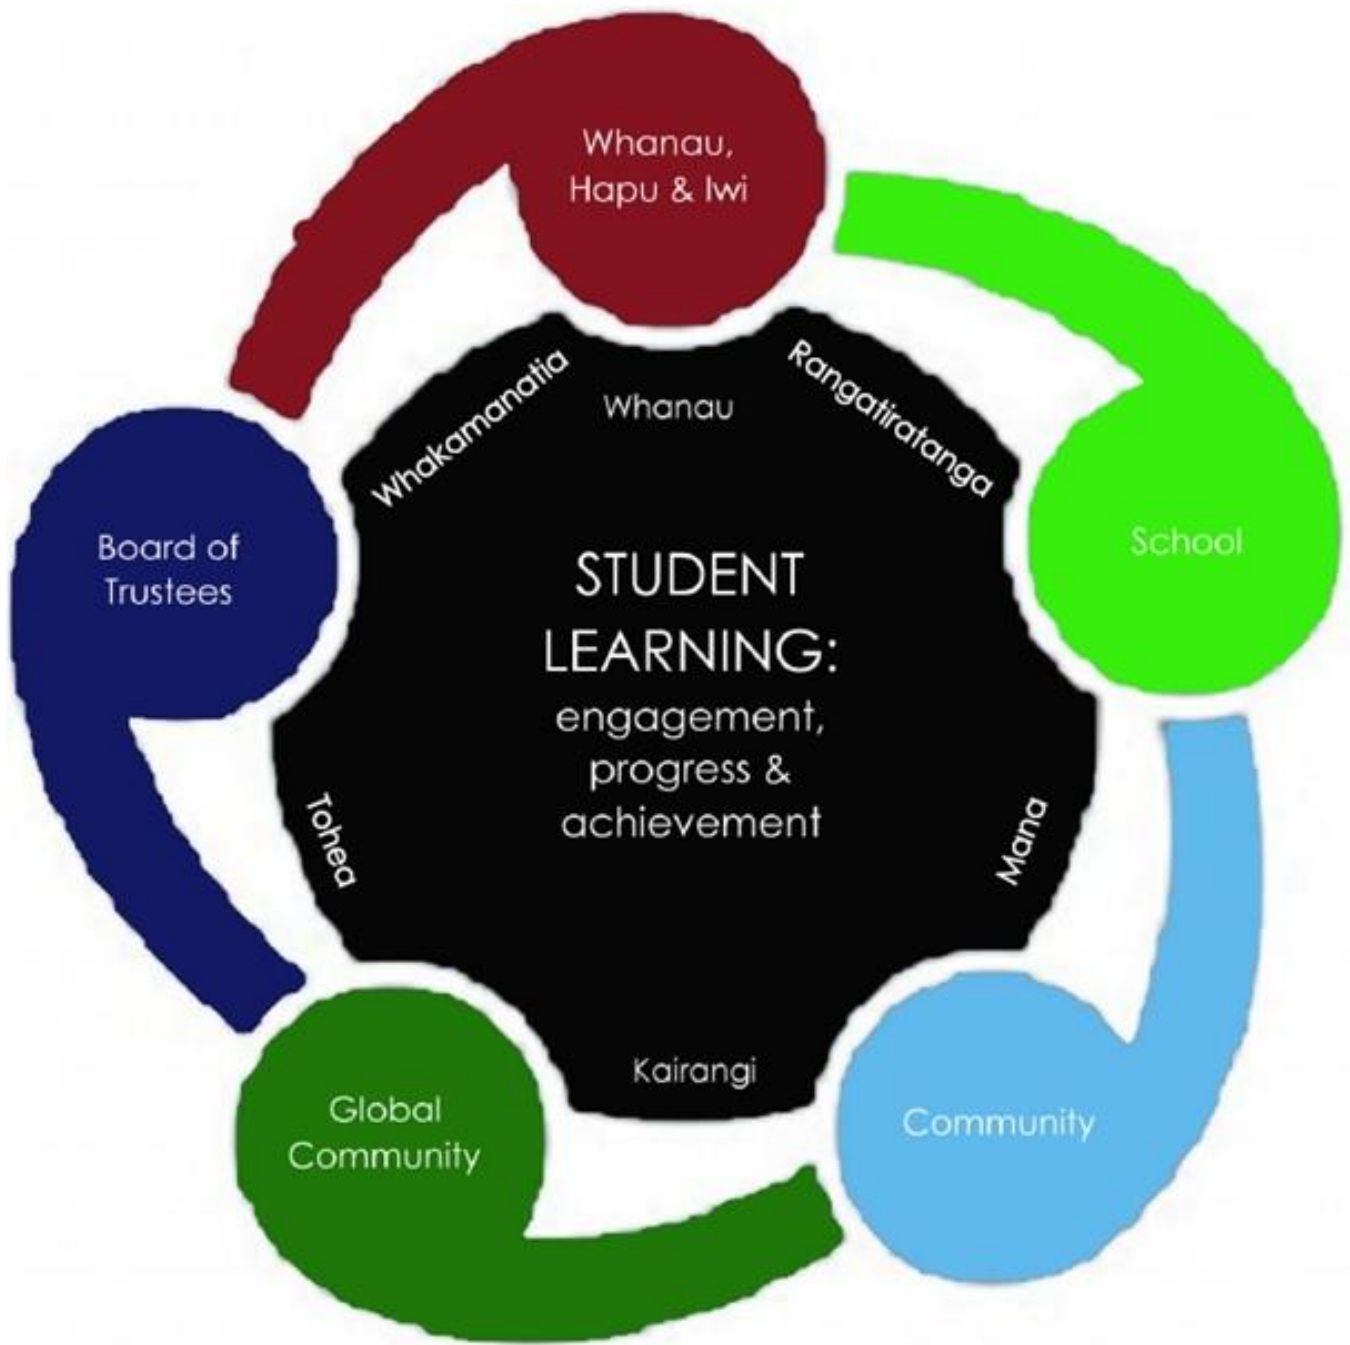 Whanau,
Hapu & Iwi
Whakamanatia
Whanau
Rangatiratanga
Board of
Trustees
School
STUDENT
LEARNING:
engagement,
progress &
achievement
Tohea
Mana
Kairangi
Global
Community
Community